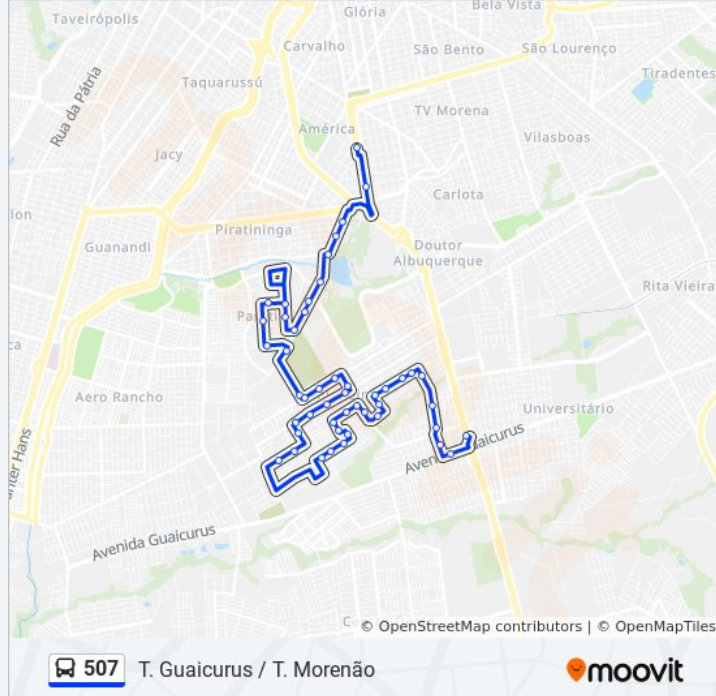 Glória
Bela Vista
Taveirópolis
Carvalho
São Bento
São Lourenço
Taquarussú
Tiradentes
Rua da Pátria
TV Morena
América
Vilasboas
Jacy
Carlota
lon
Piratininga
Guanandi
Doutor
Albuquerque
Rita Vieira
ca
Aero Rancho
Universitário
Avenida Guaicurus
© OpenStreetMap contributors | © OpenMapTiles
507 T. Guaicurus / T. Morenão
moovit